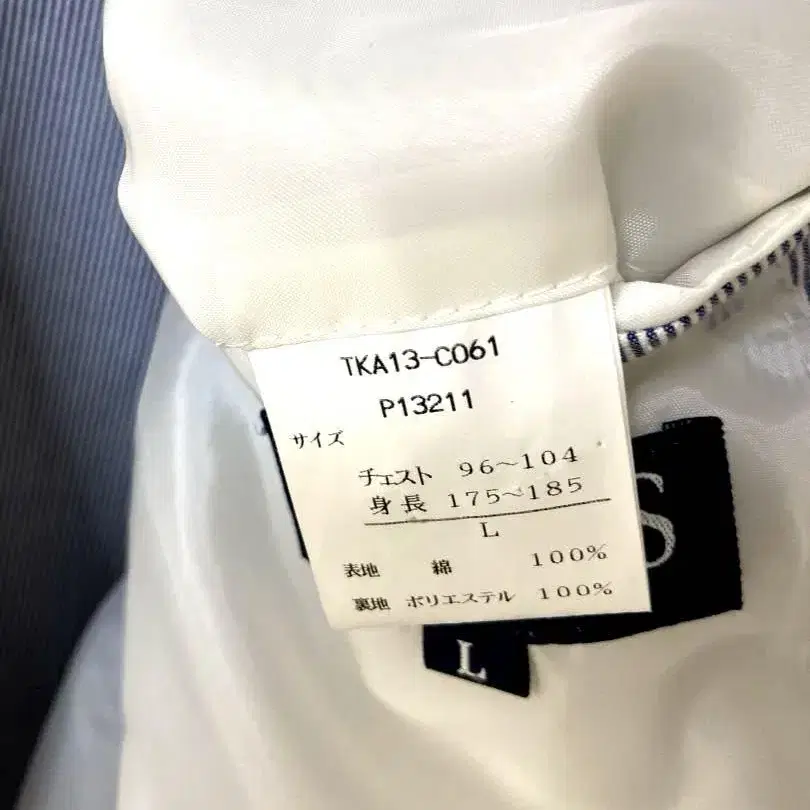 TKA13-C061
P13211
サイズ
チェスト 96～104
身長 175～185
L
表地 綿 100%
裏地 ポリエステル 100%
S
L